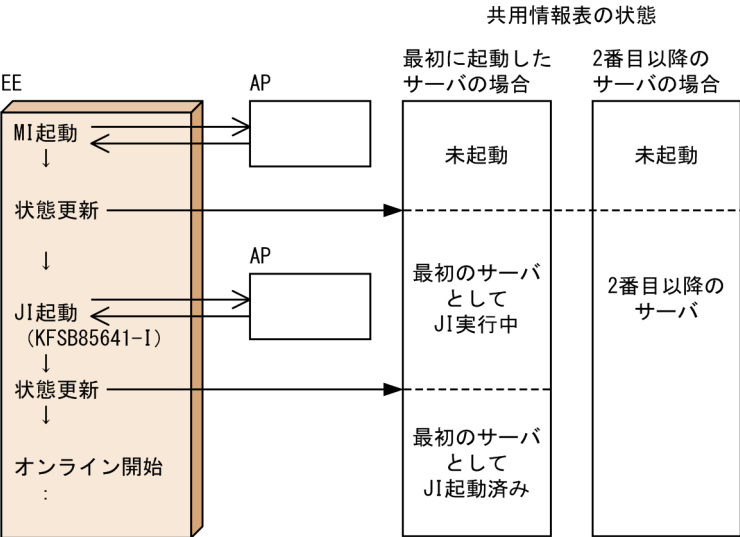 共用情報表の状態
最初に起動した
サーバの場合
2番目以降の
サーバの場合
EE
AP
MI起動
↓
状態更新
↓
AP
JI起動
(KFSB85641-I)
↓
状態更新
↓
オンライン開始
:
未起動
最初のサーバ
として
JI実行中
最初のサーバ
として
JI起動済み
未起動
2番目以降の
サーバ